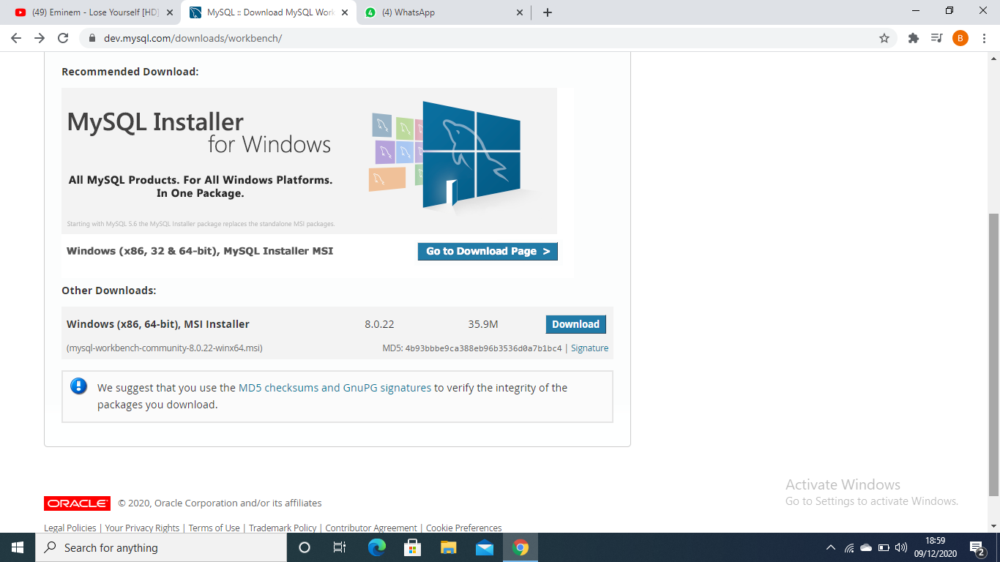 (49) Eminem - Lose Yourself [HD]
MySQL :: Download MySQL Work
4 (4) WhatsApp
dev.mysql.com/downloads/workbench/
B
Recommended Download:
MySQL Installer
for Windows
All MySQL Products. For All Windows Platforms.
In One Package.
Starting with MySQL 5.6 the MySQL Installer package replaces the standalone MSI packages.
Windows (x86, 32 & 64-bit), MySQL Installer MSI
Go to Download Page >
Other Downloads:
Windows (x86, 64-bit), MSI Installer 8.0.22 35.9M Download
(mysql-workbench-community-8.0.22-winx64.msi) MD5: 4b93bbbe9ca388eb96b3536d0a7b1bc4 | Signature
We suggest that you use the MD5 checksums and GnuPG signatures to verify the integrity of the
packages you download.
Activate Windows
Go to Settings to activate Windows.
ORACLE © 2020, Oracle Corporation and/or its affiliates
Legal Policies | Your Privacy Rights | Terms of Use | Trademark Policy | Contributor Agreement | Cookie Preferences
Search for anything
18:59
09/12/2020
2